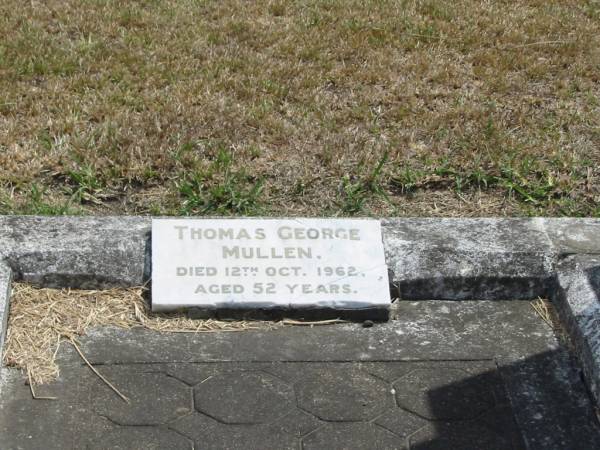 THOMAS GEORGE
MULLEN.
DIED 12TH OCT. 1962.
AGED 52 YEARS.